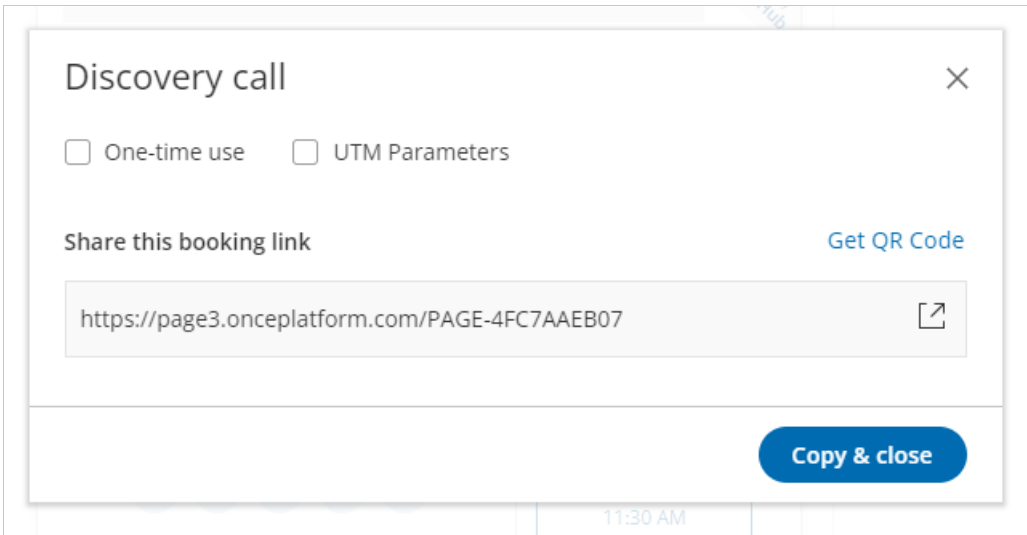 Hub
Discovery call
One-time use UTM Parameters
Share this booking link Get QR Code
https://page3.onceplatform.com/PAGE-4FC7AAEB07
Copy & close
11:30 AM